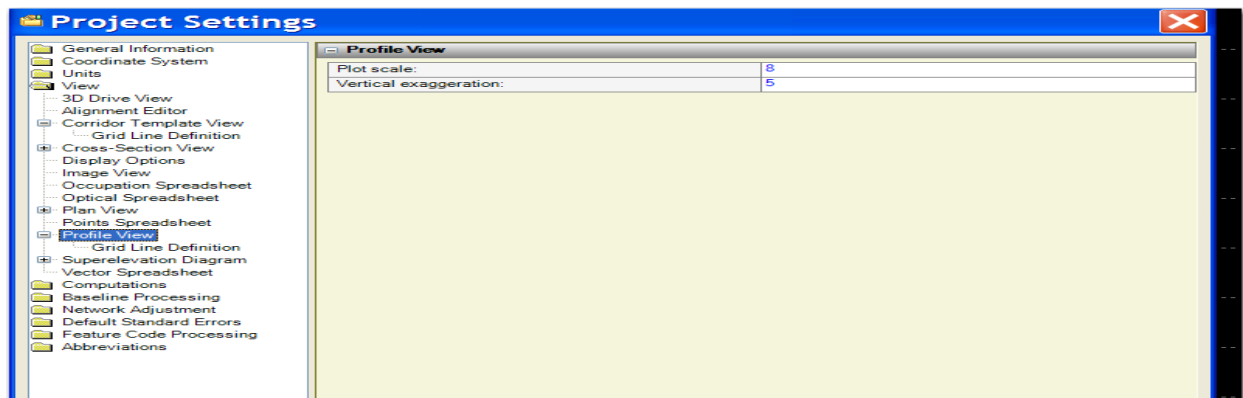 Project Settings
General Information
Coordinate System
Units
View
3D Drive View
Alignment Editor
Corridor Template View
Grid Line Definition
Cross-Section View
Display Options
Image View
Occupation Spreadsheet
Optical Spreadsheet
Plan View
Points Spreadsheet
Profile View
Grid Line Definition
Superelevation Diagram
Vector Spreadsheet
Computations
Baseline Processing
Network Adjustment
Default Standard Errors
Feature Code Processing
Abbreviations
Profile View
Plot scale: 8
Vertical exaggeration: 5